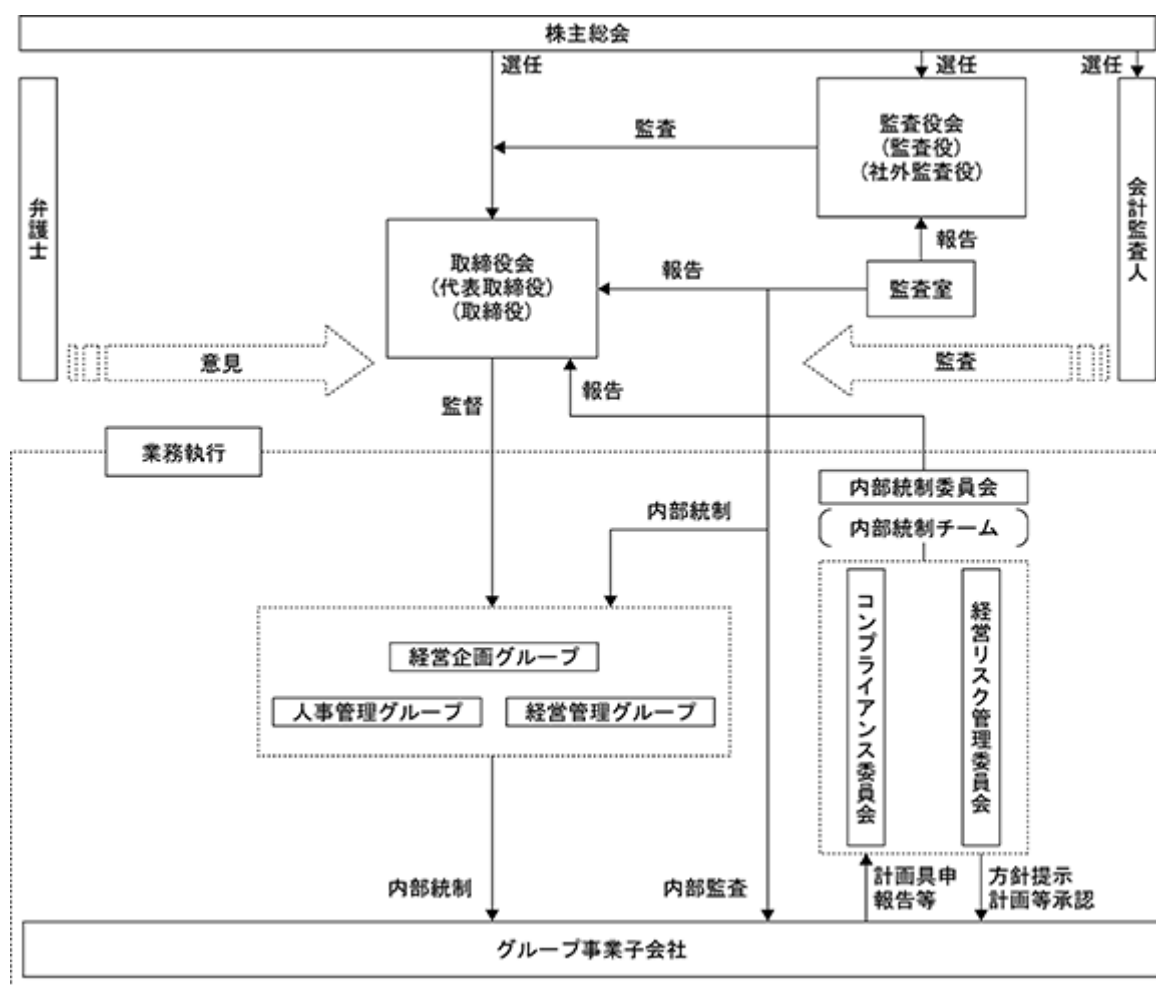 株主総会
選任
選任
選任
弁護士
監査役会
(監査役)
(社外監査役)
会計監査人
監査
報告
取締役会
(代表取締役)
(取締役)
報告
監査室
意見
監査
監督
報告
業務執行
内部統制委員会
内部統制チーム
内部統制
コンプライアンス委員会
経営リスク管理委員会
経営企画グループ
人事管理グループ
経営管理グループ
内部統制
内部監査
計画具申
報告等
方針提示
計画等承認
グループ事業子会社